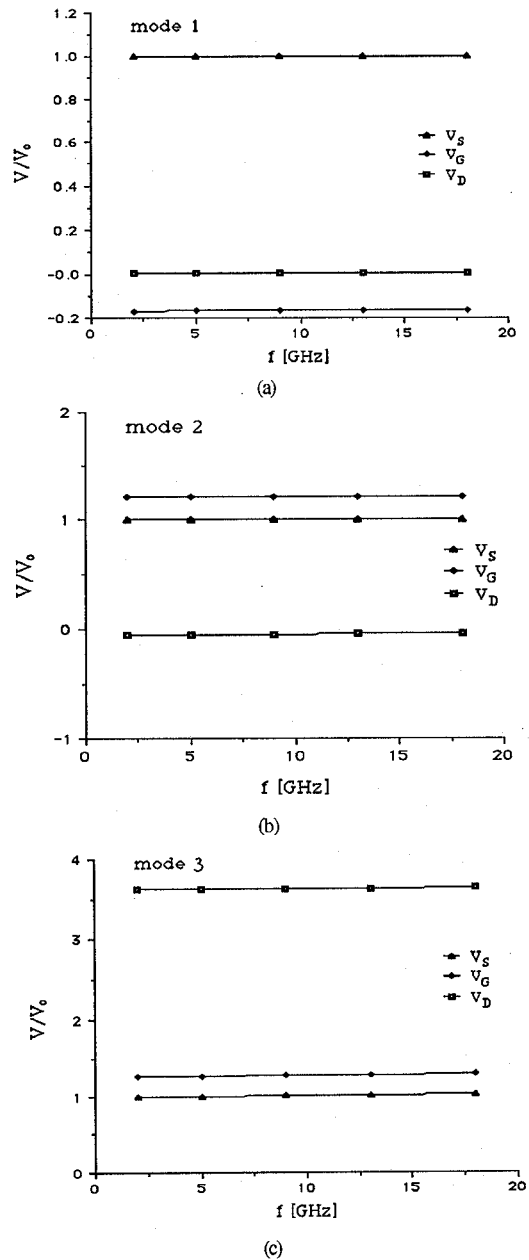 mode 1
1.2
1.0
0.8
0.6
0.4
0.2
-0.0
-0.2
V/V₀
V_S
V_G
V_D
0 5 10 15 20
f [GHz]
(a)
mode 2
2
1
0
-1
V/V₀
V_S
V_G
V_D
0 5 10 15 20
f [GHz]
(b)
mode 3
4
3
2
1
0
V/V₀
V_S
V_G
V_D
0 5 10 15 20
f [GHz]
(c)